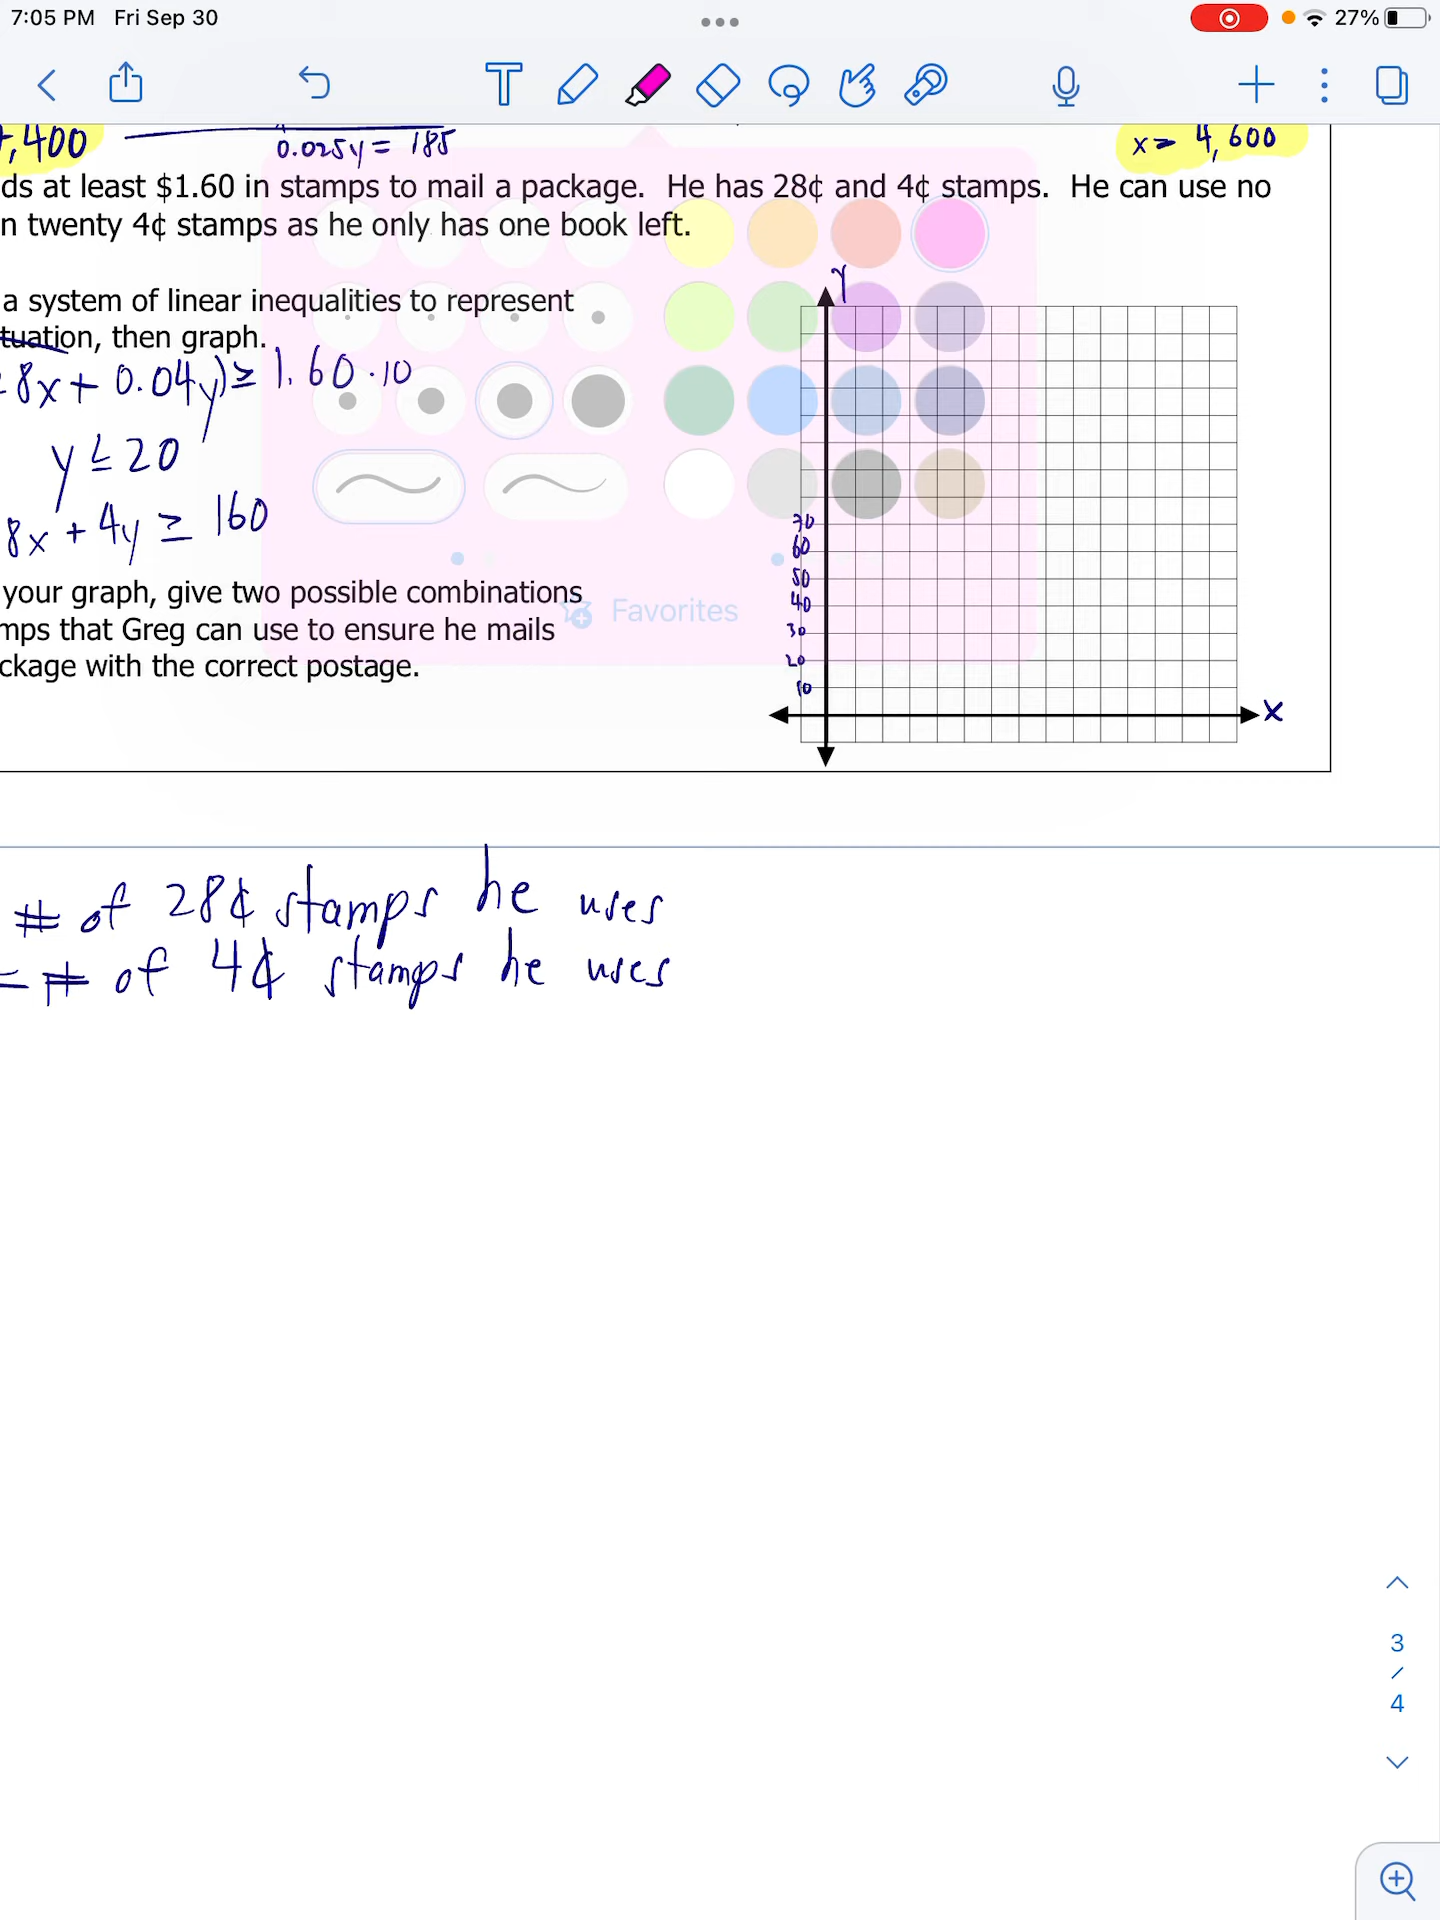 7:05 PM Fri Sep 30
27%
,400
0.025y = 185
x = 4,600
ds at least $1.60 in stamps to mail a package. He has 28¢ and 4¢ stamps. He can use no
n twenty 4¢ stamps as he only has one book left.
a system of linear inequalities to represent
tuation, then graph.
8x + 0.04y) ≥ 1.60 · 10
y ≤ 20
8x + 4y ≥ 160
your graph, give two possible combinations
mps that Greg can use to ensure he mails
ckage with the correct postage.
Favorites
y
70
60
50
40
30
20
10
x
# of 28¢ stamps he uses
= # of 4¢ stamps he uses
3
/
4